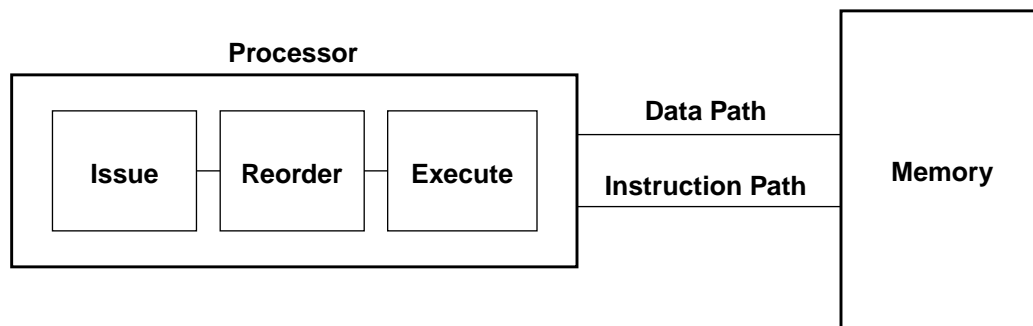 Processor
Data Path
Issue
Reorder
Execute
Instruction Path
Memory